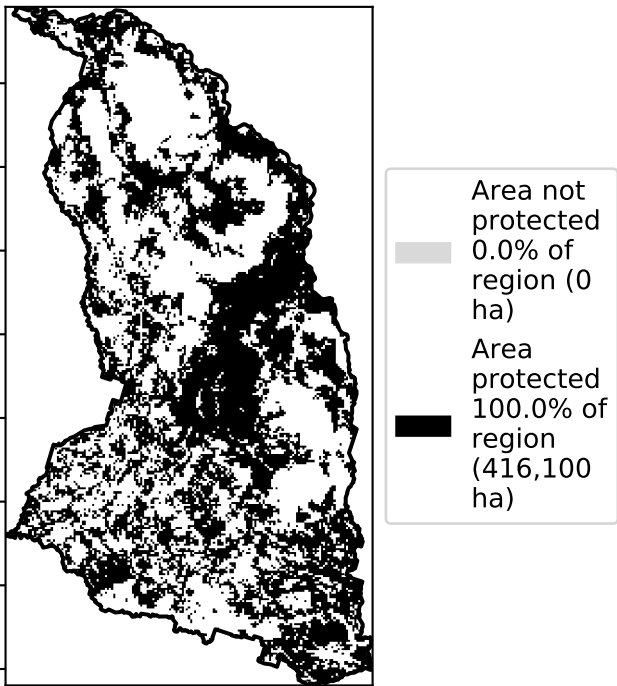 Area not
protected
0.0% of
region (0
ha)
Area
protected
100.0% of
region
(416,100
ha)